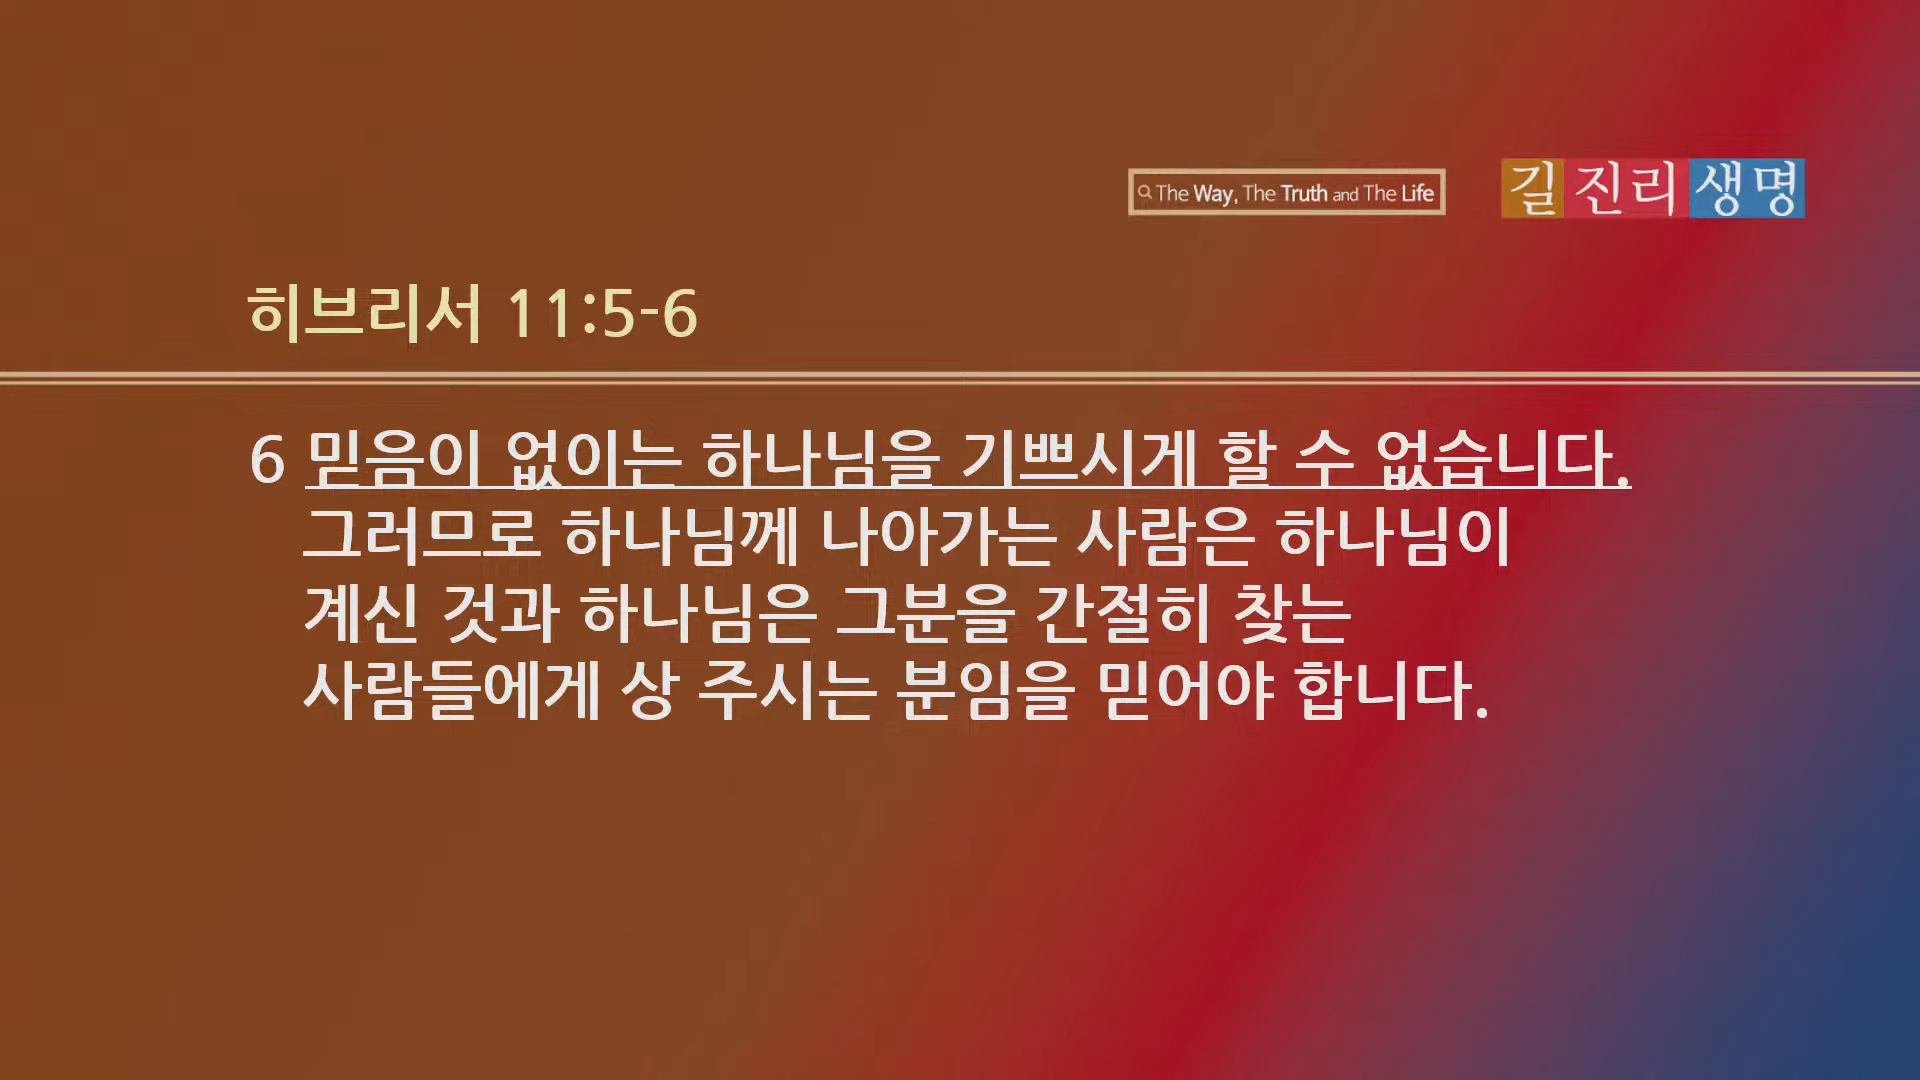 The Way, The Truth and The Life
길 진리 생명
히브리서 11:5-6
6 믿음이 없이는 하나님을 기쁘시게 할 수 없습니다.
그러므로 하나님께 나아가는 사람은 하나님이
계신 것과 하나님은 그분을 간절히 찾는
사람들에게 상 주시는 분임을 믿어야 합니다.